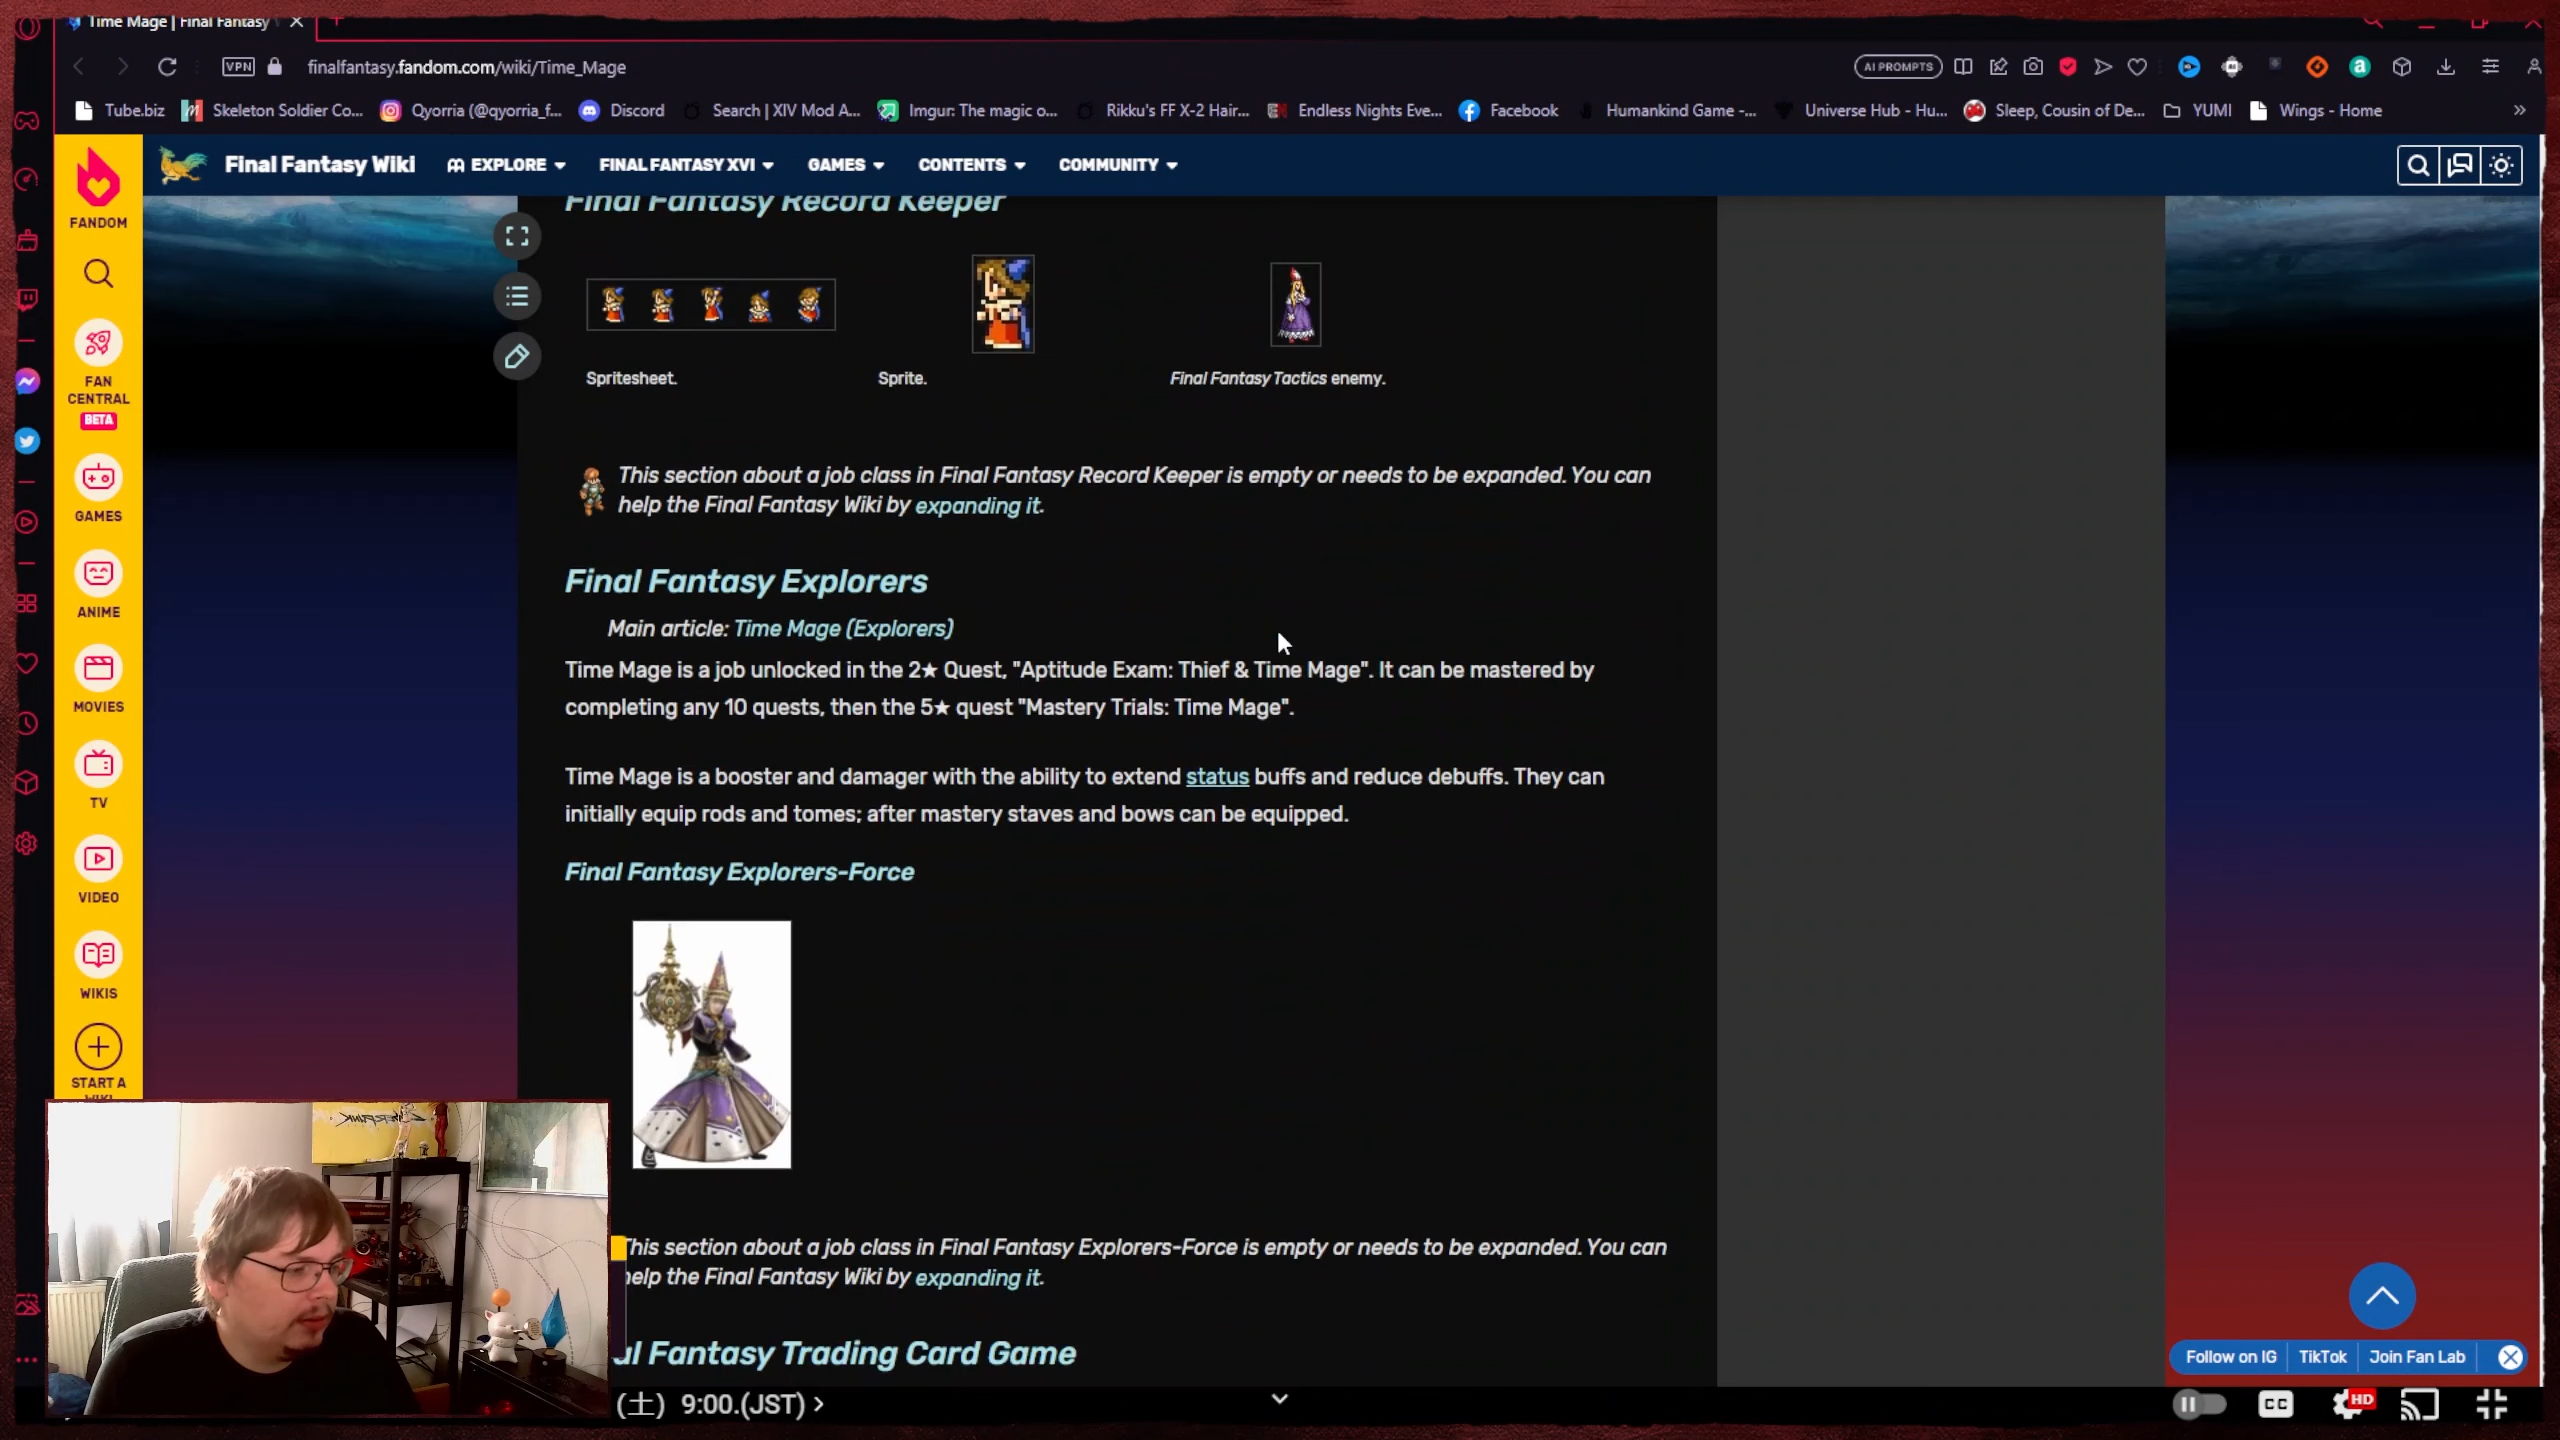 Time Mage | Final Fantasy
VPN
finalfantasy.fandom.com/wiki/Time_Mage
AI PROMPTS
Tube.biz
Skeleton Soldier Co...
Qyorria (@qyorria_f...
Discord
Search | XIV Mod A...
Imgur: The magic o...
Rikku's FF X-2 Hair...
Endless Nights Eve...
Facebook
Humankind Game -...
Universe Hub - Hu...
Sleep, Cousin of De...
YUMI
Wings - Home
Final Fantasy Wiki
EXPLORE
FINAL FANTASY XVI
GAMES
CONTENTS
COMMUNITY
FANDOM
FAN
CENTRAL
BETA
GAMES
ANIME
MOVIES
TV
VIDEO
WIKIS
START A
WIKI
Final Fantasy Record Keeper
Spritesheet.
Sprite.
Final Fantasy Tactics enemy.
This section about a job class in Final Fantasy Record Keeper is empty or needs to be expanded. You can
help the Final Fantasy Wiki by expanding it.
Final Fantasy Explorers
Main article: Time Mage (Explorers)
Time Mage is a job unlocked in the 2★ Quest, "Aptitude Exam: Thief & Time Mage". It can be mastered by
completing any 10 quests, then the 5★ quest "Mastery Trials: Time Mage".
Time Mage is a booster and damager with the ability to extend status buffs and reduce debuffs. They can
initially equip rods and tomes; after mastery staves and bows can be equipped.
Final Fantasy Explorers-Force
This section about a job class in Final Fantasy Explorers-Force is empty or needs to be expanded. You can
help the Final Fantasy Wiki by expanding it.
al Fantasy Trading Card Game
Follow on IG
TikTok
Join Fan Lab
(土) 9:00.(JST) >
CC
HD